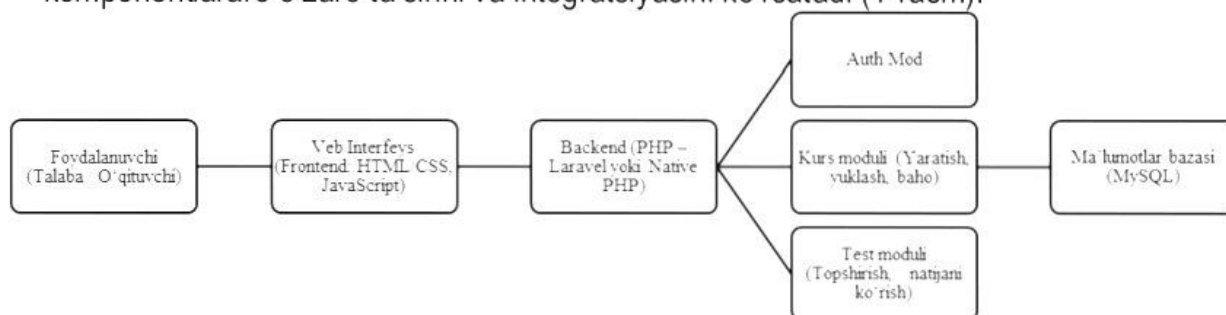 Auth Mod
Foydalanuvchi
(Talaba O‘qituvchi)
Veb Interfeys
(Frontend: HTML CSS,
JavaScript)
Backend (PHP –
Laravel yoki Native
PHP)
Kurs moduli (Yaratish,
yuklash, baho)
Ma‘lumotlar bazasi
(MySQL)
Test moduli
(Topshirish, natijani
ko‘rish)